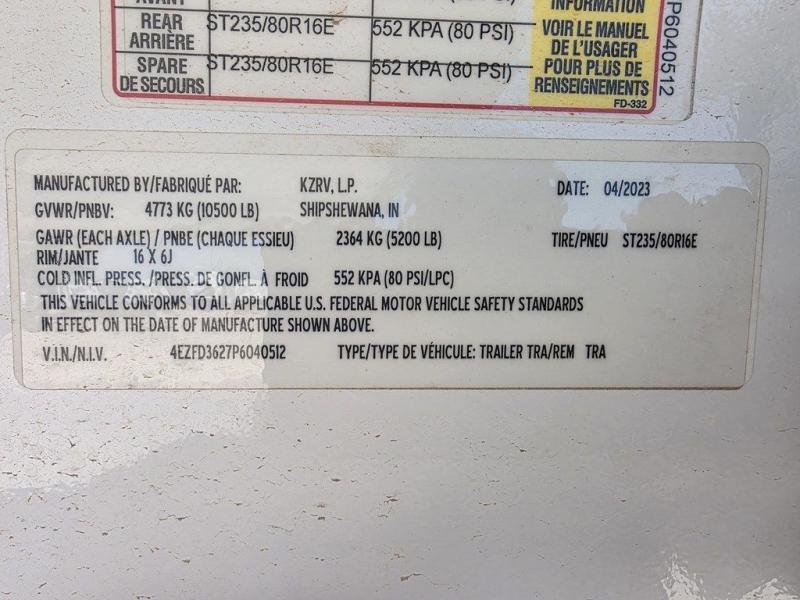 AVANT
REAR ST235/80R16E 552 KPA (80 PSI)
ARRIÈRE
SPARE ST235/80R16E 552 KPA (80 PSI)
DE SECOURS
INFORMATION
VOIR LE MANUEL
DE L'USAGER
POUR PLUS DE
RENSEIGNEMENTS
FD-332
P6040512
MANUFACTURED BY/FABRIQUÉ PAR: KZRV, L.P. DATE: 04/2023
GVWR/PNBV: 4773 KG (10500 LB) SHIPSHEWANA, IN
GAWR (EACH AXLE) / PNBE (CHAQUE ESSIEU) 2364 KG (5200 LB) TIRE/PNEU ST235/80R16E
RIM/JANTE 16 X 6J
COLD INFL. PRESS. /PRESS. DE GONFL. À FROID 552 KPA (80 PSI/LPC)
THIS VEHICLE CONFORMS TO ALL APPLICABLE U.S. FEDERAL MOTOR VEHICLE SAFETY STANDARDS
IN EFFECT ON THE DATE OF MANUFACTURE SHOWN ABOVE.
V.I.N./N.I.V. 4EZFD3627P6040512 TYPE/TYPE DE VÉHICULE: TRAILER TRA/REM TRA